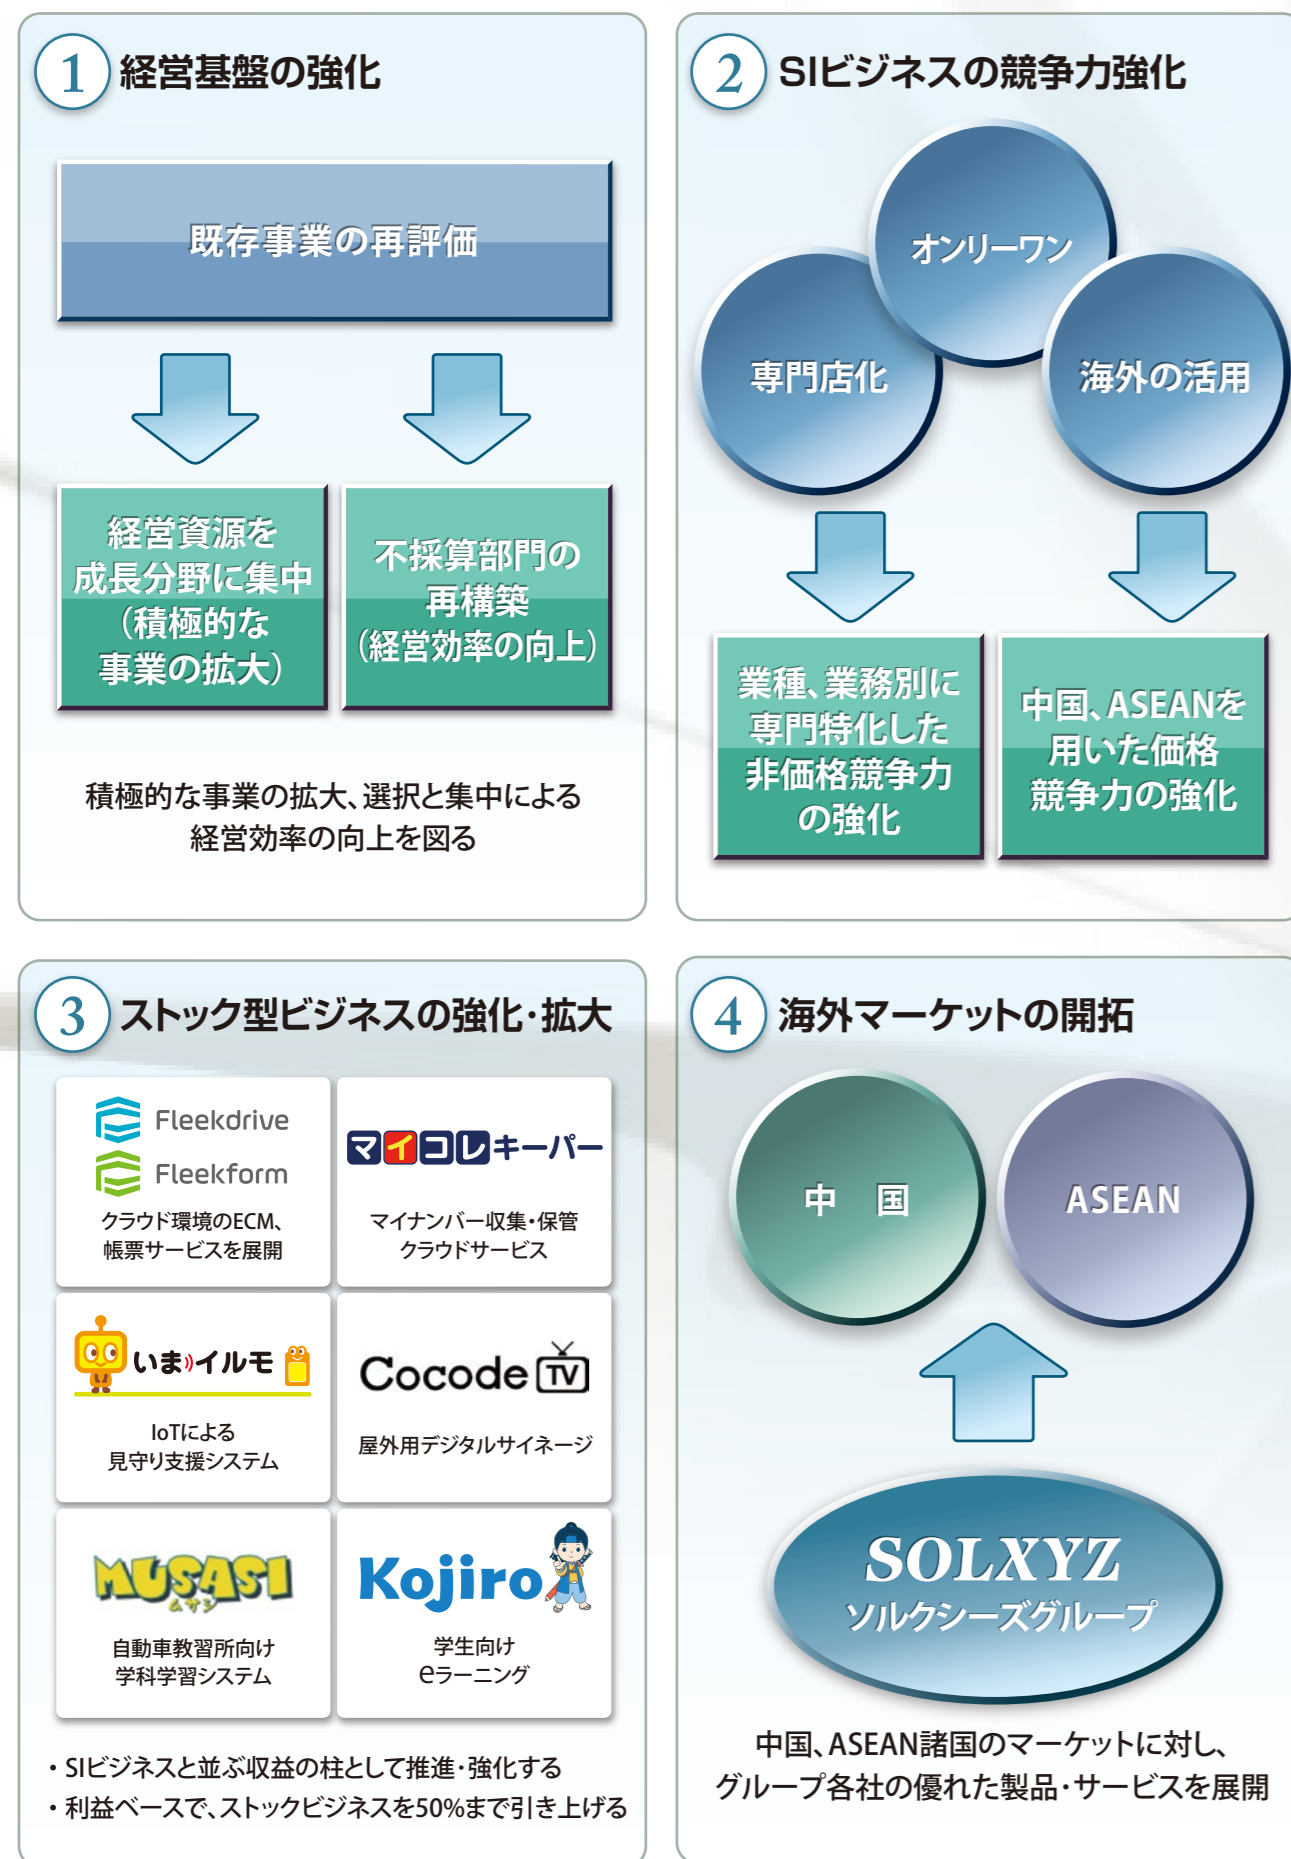 1 経営基盤の強化
既存事業の再評価
経営資源を
成長分野に集中
（積極的な
事業の拡大）
不採算部門の
再構築
（経営効率の向上）
積極的な事業の拡大、選択と集中による
経営効率の向上を図る
2 SIビジネスの競争力強化
オンリーワン
専門店化
海外の活用
業種、業務別に
専門特化した
非価格競争力
の強化
中国、ASEANを
用いた価格
競争力の強化
3 ストック型ビジネスの強化・拡大
Fleekdrive
Fleekform
クラウド環境のECM、
帳票サービスを展開
マイコレキーパー
マイナンバー収集・保管
クラウドサービス
いまイルモ
IoTによる
見守り支援システム
Cocode TV
屋外用デジタルサイネージ
MUSASI
ムサシ
自動車教習所向け
学科学習システム
Kojiro
学生向け
eラーニング
・SIビジネスと並ぶ収益の柱として推進・強化する
・利益ベースで、ストックビジネスを50%まで引き上げる
4 海外マーケットの開拓
中 国
ASEAN
SOLXYZ
ソルクシーズグループ
中国、ASEAN諸国のマーケットに対し、
グループ各社の優れた製品・サービスを展開